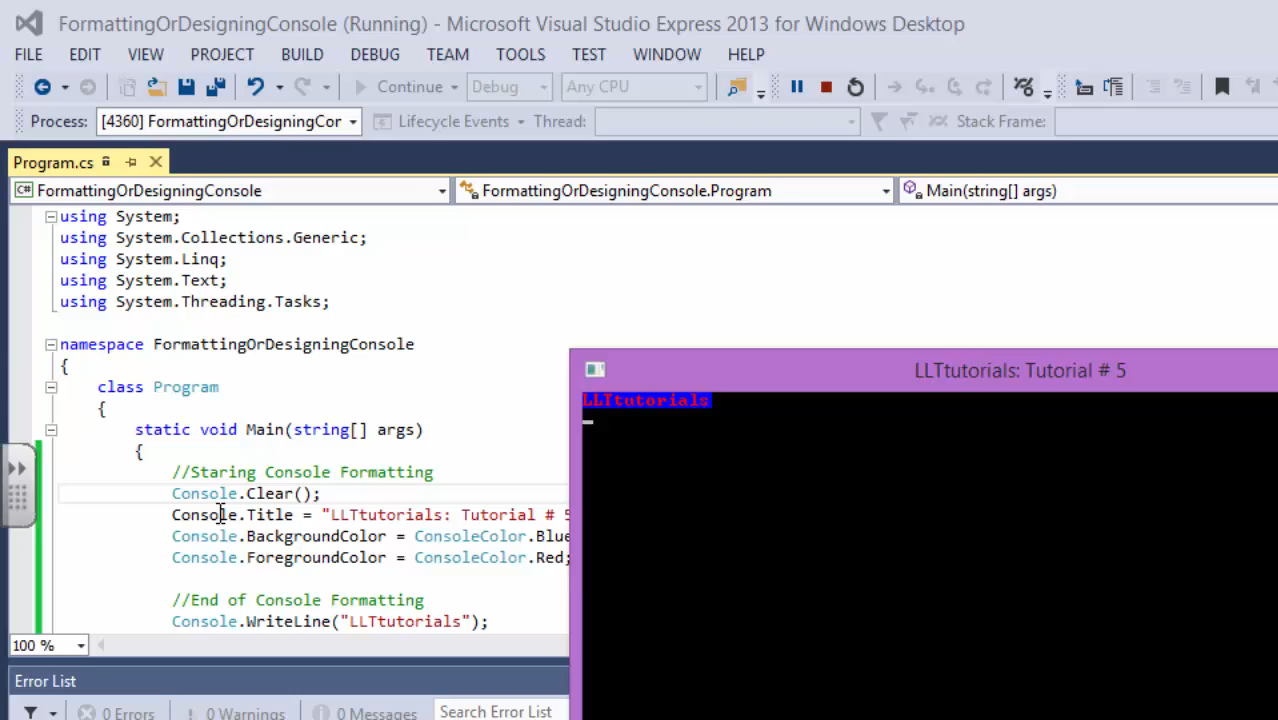 FormattingOrDesigningConsole (Running) - Microsoft Visual Studio Express 2013 for Windows Desktop
FILE EDIT VIEW PROJECT BUILD DEBUG TEAM TOOLS TEST WINDOW HELP
Continue Debug Any CPU
Process: [4360] FormattingOrDesigningCor Lifecycle Events Thread: Stack Frame:
Program.cs
C# FormattingOrDesigningConsole FormattingOrDesigningConsole.Program Main(string[] args)
using System;
using System.Collections.Generic;
using System.Linq;
using System.Text;
using System.Threading.Tasks;
namespace FormattingOrDesigningConsole
{
class Program
{
static void Main(string[] args)
{
//Staring Console Formatting
Console.Clear();
Console.Title = "LLTtutorials: Tutorial # 5
Console.BackgroundColor = ConsoleColor.Blue
Console.ForegroundColor = ConsoleColor.Red;
//End of Console Formatting
Console.WriteLine("LLTtutorials");
100 %
LLTtutorials: Tutorial # 5
LLTtutorials
Error List
0 Errors 0 Warnings 0 Messages Search Error List